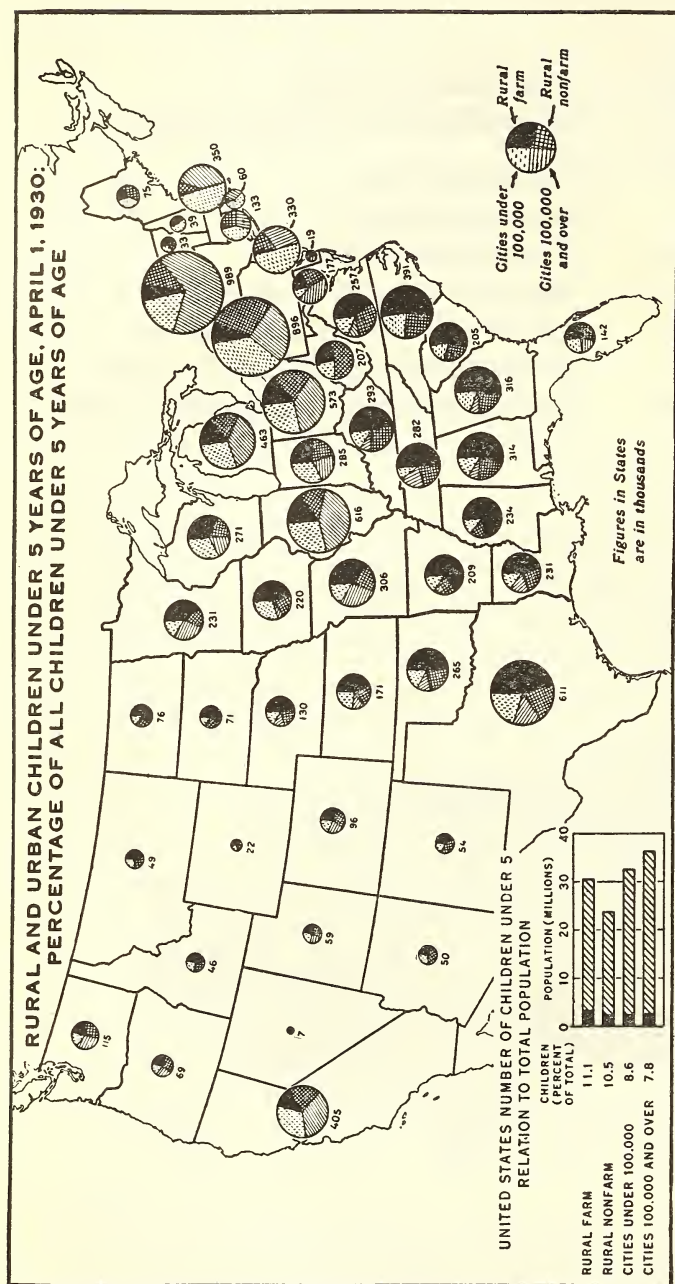 RURAL AND URBAN CHILDREN UNDER 5 YEARS OF AGE, APRIL 1, 1930:
PERCENTAGE OF ALL CHILDREN UNDER 5 YEARS OF AGE
115
69
405
46
49
22
59
50
96
54
76
71
130
171
265
611
231
220
306
209
231
271
616
463
285
573
293
282
234
314
316
142
205
391
257
207
896
989
330
19
133
60
350
33
39
75
Cities under
100,000
Rural
farm
Cities 100,000
and over
Rural
nonfarm
Figures in States
are in thousands
UNITED STATES NUMBER OF CHILDREN UNDER 5
RELATION TO TOTAL POPULATION
CHILDREN
(PERCENT
OF TOTAL)
POPULATION (MILLIONS)
0 10 20 30 40
RURAL FARM 11.1
RURAL NONFARM 10.5
CITIES UNDER 100.000 8.6
CITIES 100.000 AND OVER 7.8